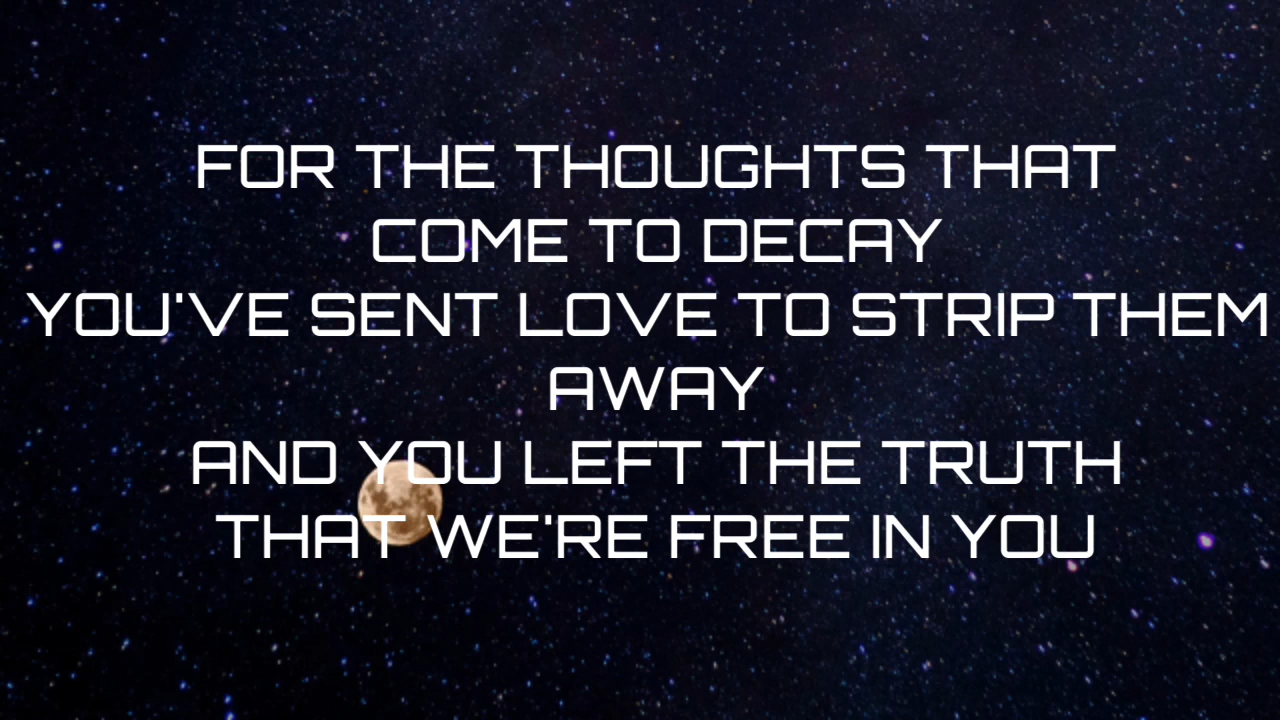 FOR THE THOUGHTS THAT
COME TO DECAY
YOU'VE SENT LOVE TO STRIP THEM
AWAY
AND YOU LEFT THE TRUTH
THAT WE'RE FREE IN YOU